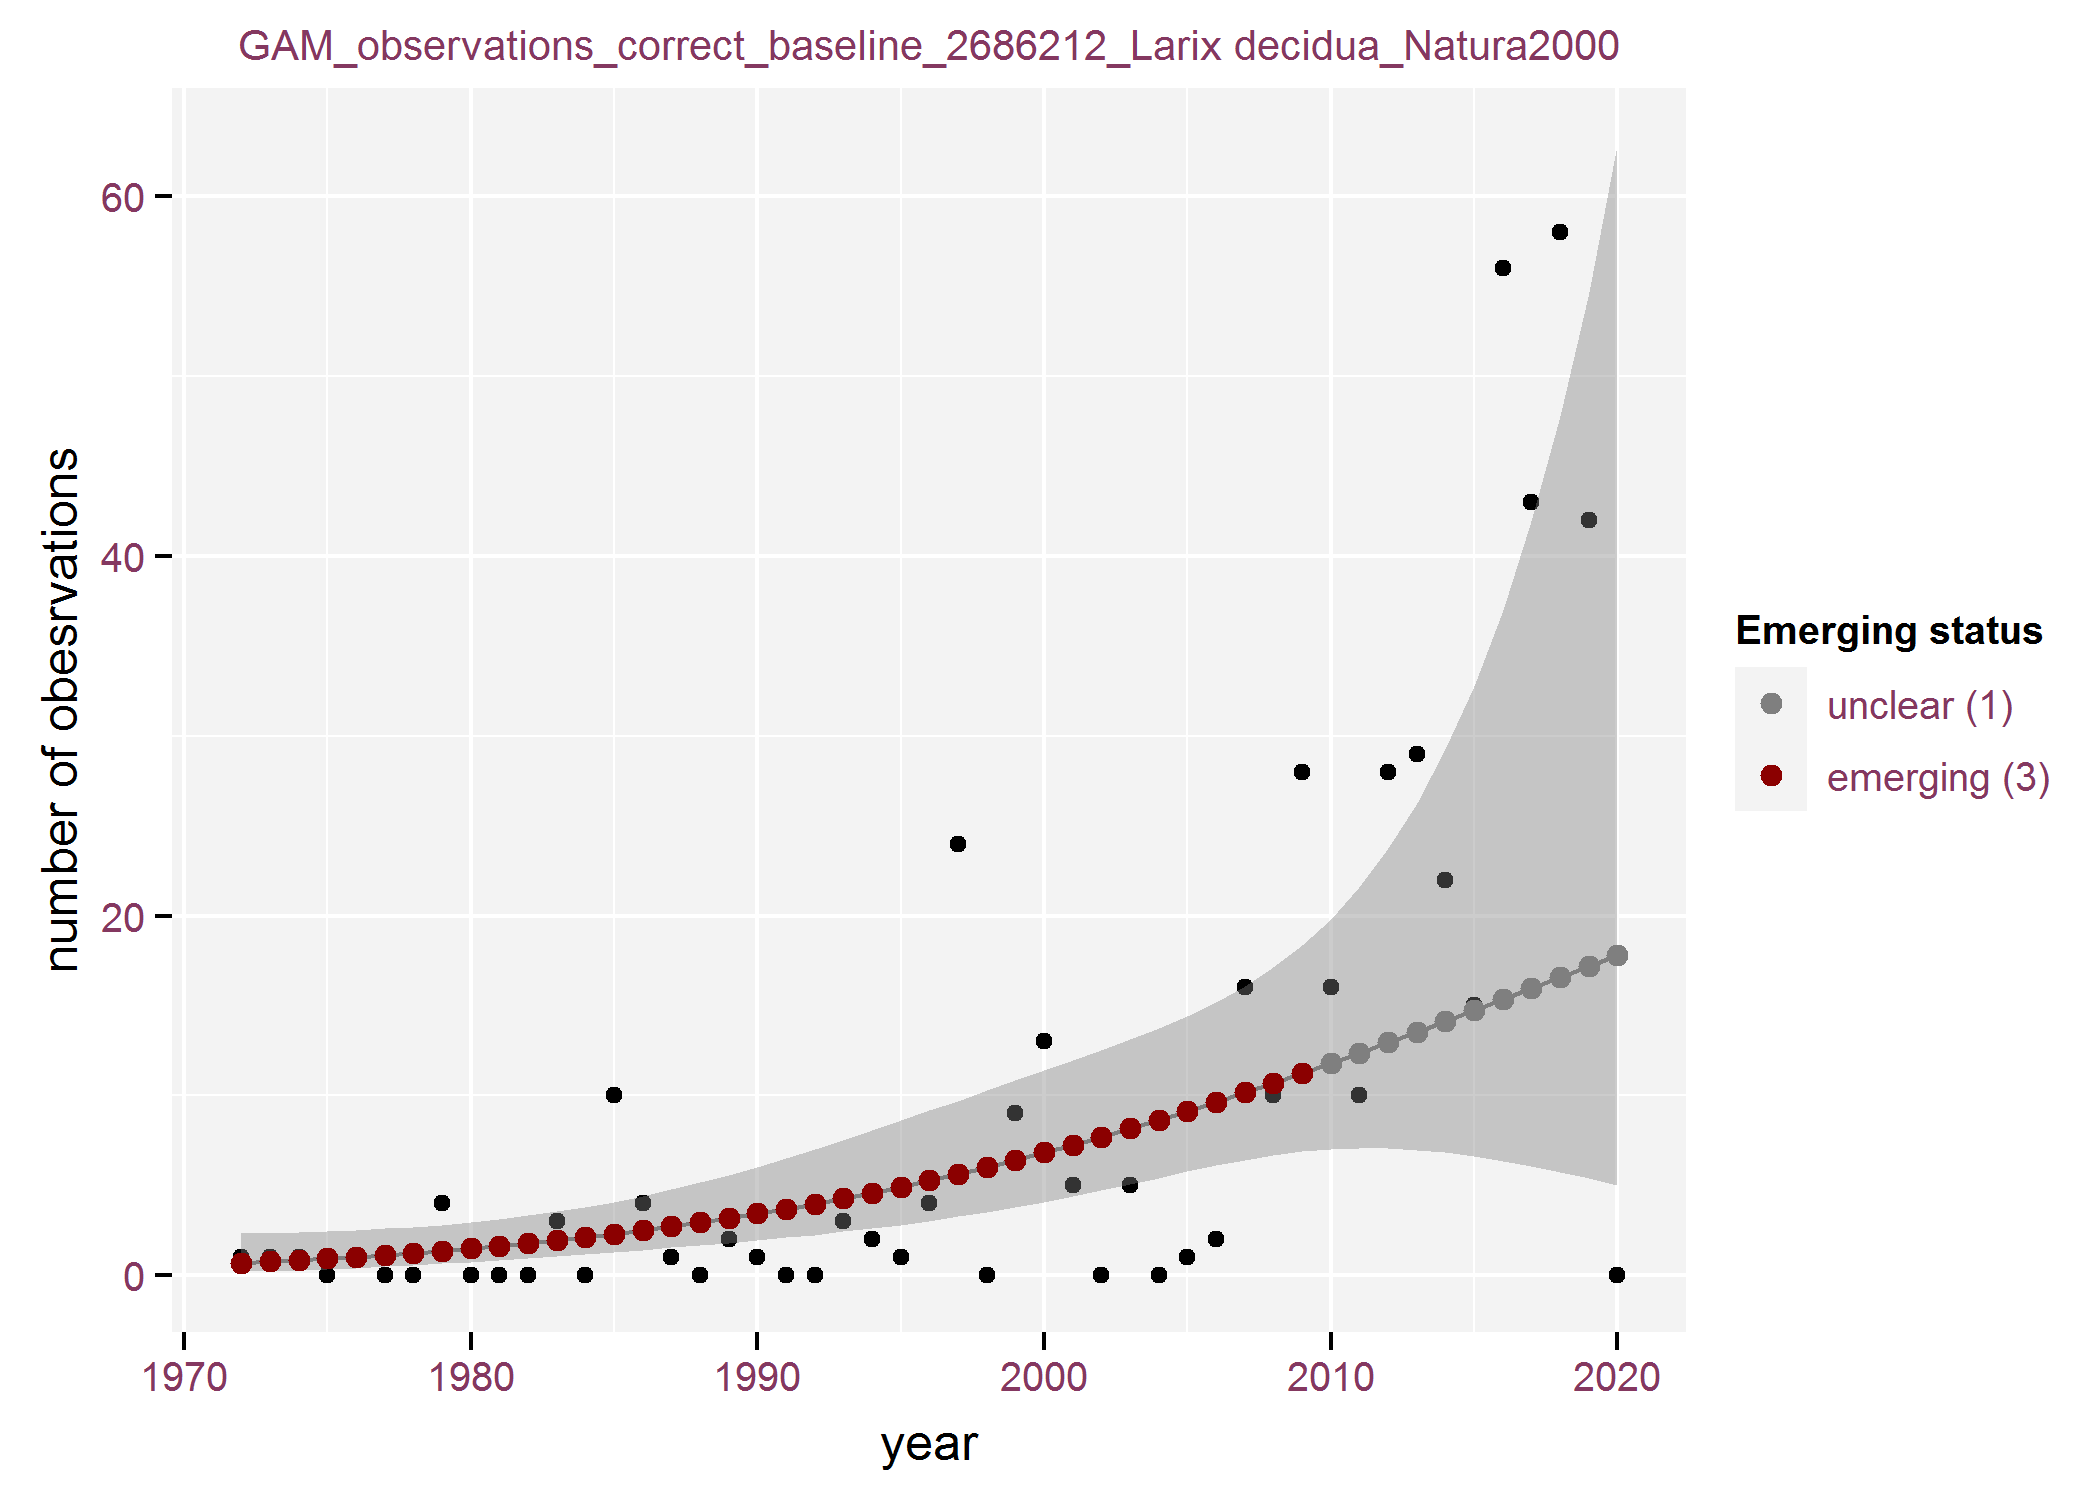 GAM_observations_correct_baseline_2686212_Larix decidua_Natura2000
number of obesrvations
60
40
20
0
1970 1980 1990 2000 2010 2020
year
Emerging status
unclear (1)
emerging (3)